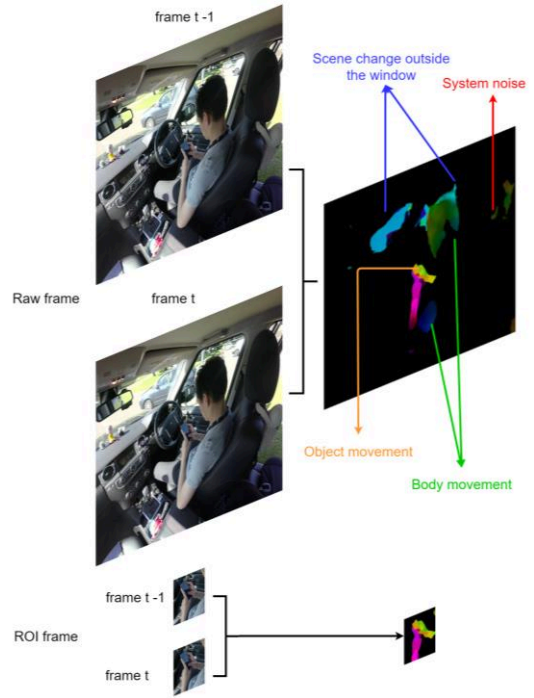 frame t -1
Scene change outside
the window
System noise
Raw frame
frame t
Object movement
Body movement
frame t -1
ROI frame
frame t